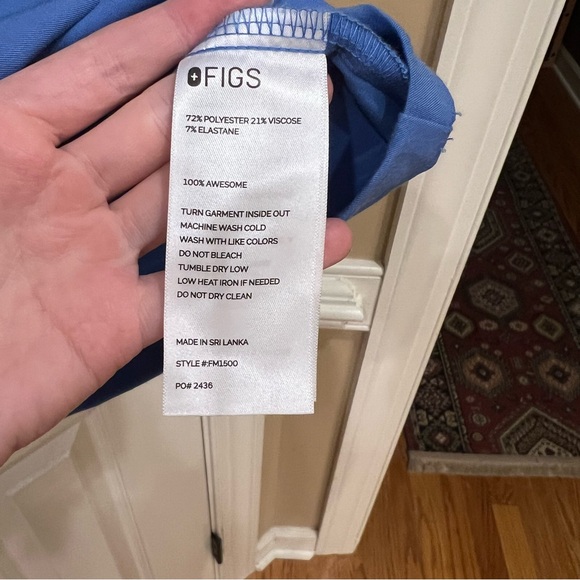 FIGS
72% POLYESTER 21% VISCOSE
7% ELASTANE
100% AWESOME
TURN GARMENT INSIDE OUT
MACHINE WASH COLD
WASH WITH LIKE COLORS
DO NOT BLEACH
TUMBLE DRY LOW
LOW HEAT IRON IF NEEDED
DO NOT DRY CLEAN
MADE IN SRI LANKA
STYLE #:FM1500
PO# 2436